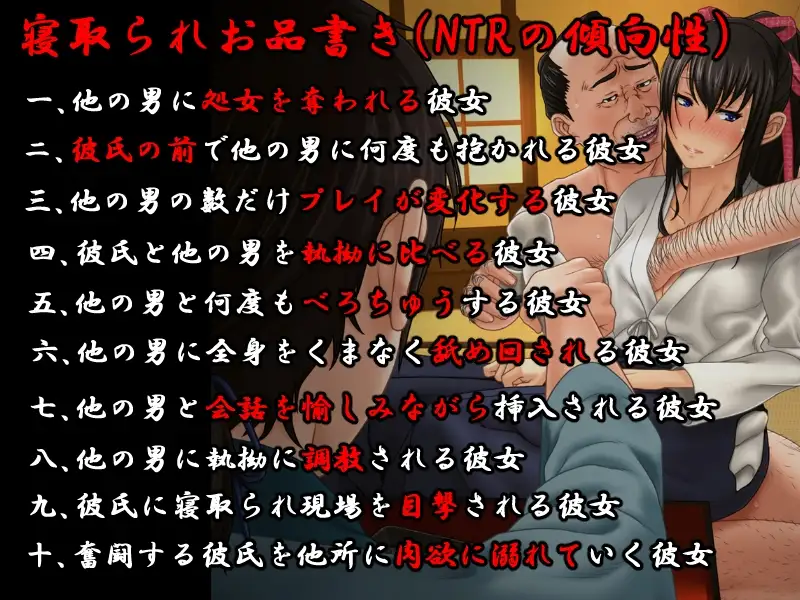 寝取られお品書き(NTRの傾向性)
一、他の男に処女を奪われる彼女
二、彼氏の前で他の男に何度も抱かれる彼女
三、他の男の数だけプレイが変化する彼女
四、彼氏と他の男を執拗に比べる彼女
五、他の男と何度もべろちゅうする彼女
六、他の男に全身をくまなく舐め回される彼女
七、他の男と会話を愉しみながら挿入される彼女
八、他の男に執拗に調教される彼女
九、彼氏に寝取られ現場を目撃される彼女
十、奮闘する彼氏を他所に肉欲に溺れていく彼女